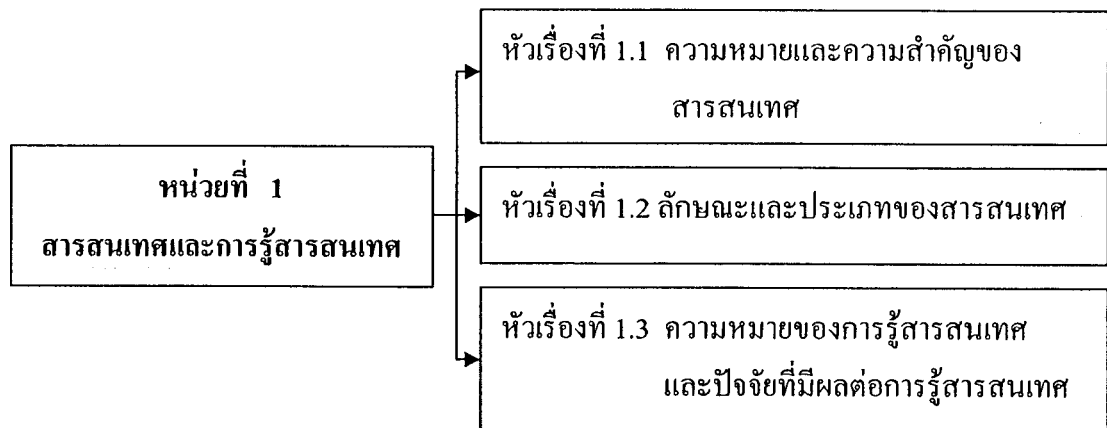 หน่วยที่ 1
สารสนเทศและการรู้สารสนเทศ
หัวเรื่องที่ 1.1 ความหมายและความสำคัญของ
สารสนเทศ
หัวเรื่องที่ 1.2 ลักษณะและประเภทของสารสนเทศ
หัวเรื่องที่ 1.3 ความหมายของการรู้สารสนเทศ
และปัจจัยที่มีผลต่อการรู้สารสนเทศ